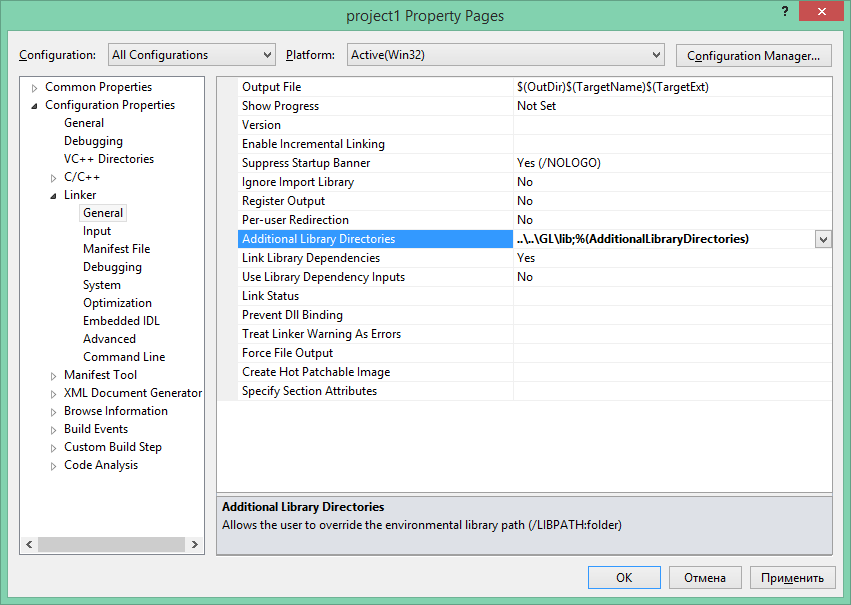 project1 Property Pages
?
Configuration: All Configurations Platform: Active(Win32) Configuration Manager...
Common Properties
Configuration Properties
General
Debugging
VC++ Directories
C/C++
Linker
General
Input
Manifest File
Debugging
System
Optimization
Embedded IDL
Advanced
Command Line
Manifest Tool
XML Document Generator
Browse Information
Build Events
Custom Build Step
Code Analysis
Output File $(OutDir)$(TargetName)$(TargetExt)
Show Progress Not Set
Version
Enable Incremental Linking
Suppress Startup Banner Yes (/NOLOGO)
Ignore Import Library No
Register Output No
Per-user Redirection No
Additional Library Directories ..\..\GL\lib;%(AdditionalLibraryDirectories)
Link Library Dependencies Yes
Use Library Dependency Inputs No
Link Status
Prevent Dll Binding
Treat Linker Warning As Errors
Force File Output
Create Hot Patchable Image
Specify Section Attributes
Additional Library Directories
Allows the user to override the environmental library path (/LIBPATH:folder)
OK Отмена Применить